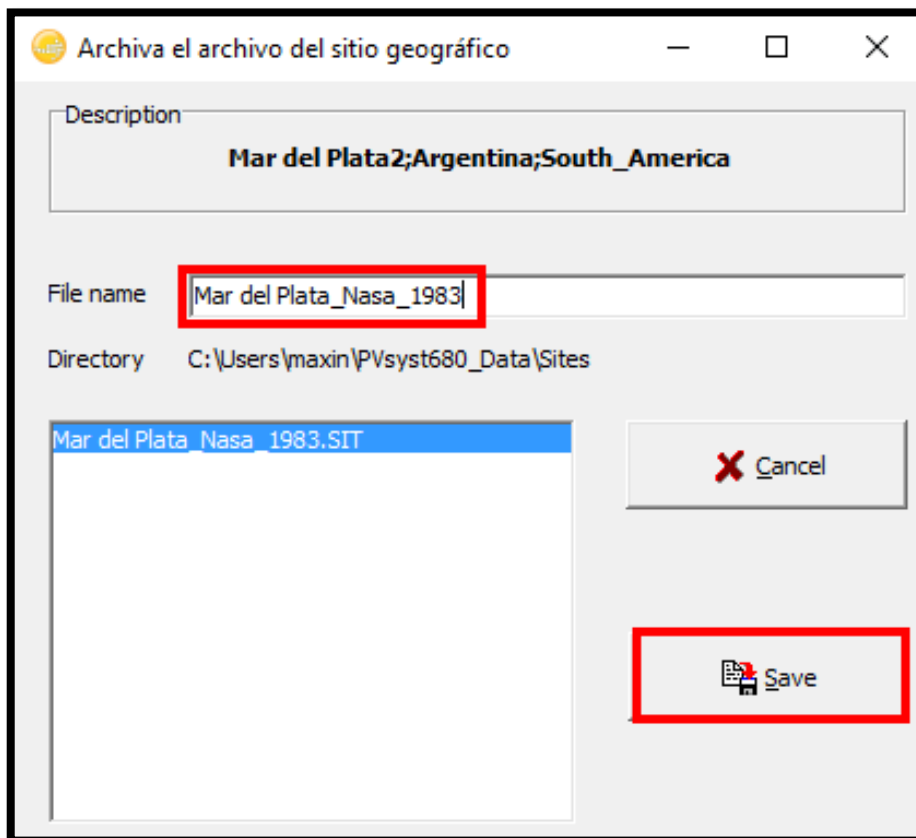 Archiva el archivo del sitio geográfico
Description
Mar del Plata2;Argentina;South_America
File name Mar del Plata_Nasa_1983
Directory C:\Users\maxin\PVsyst680_Data\Sites
Mar del Plata_Nasa_1983.SIT
Cancel
Save